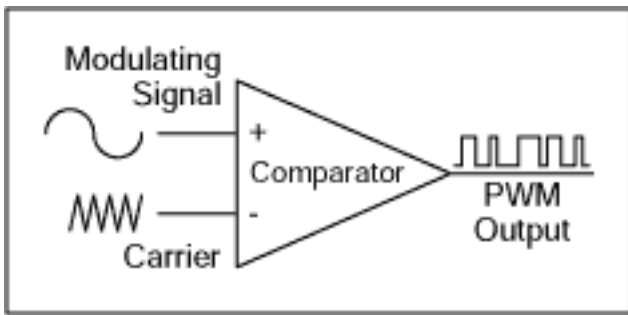 Modulating
Signal
+
Comparator
-
Carrier
PWM
Output